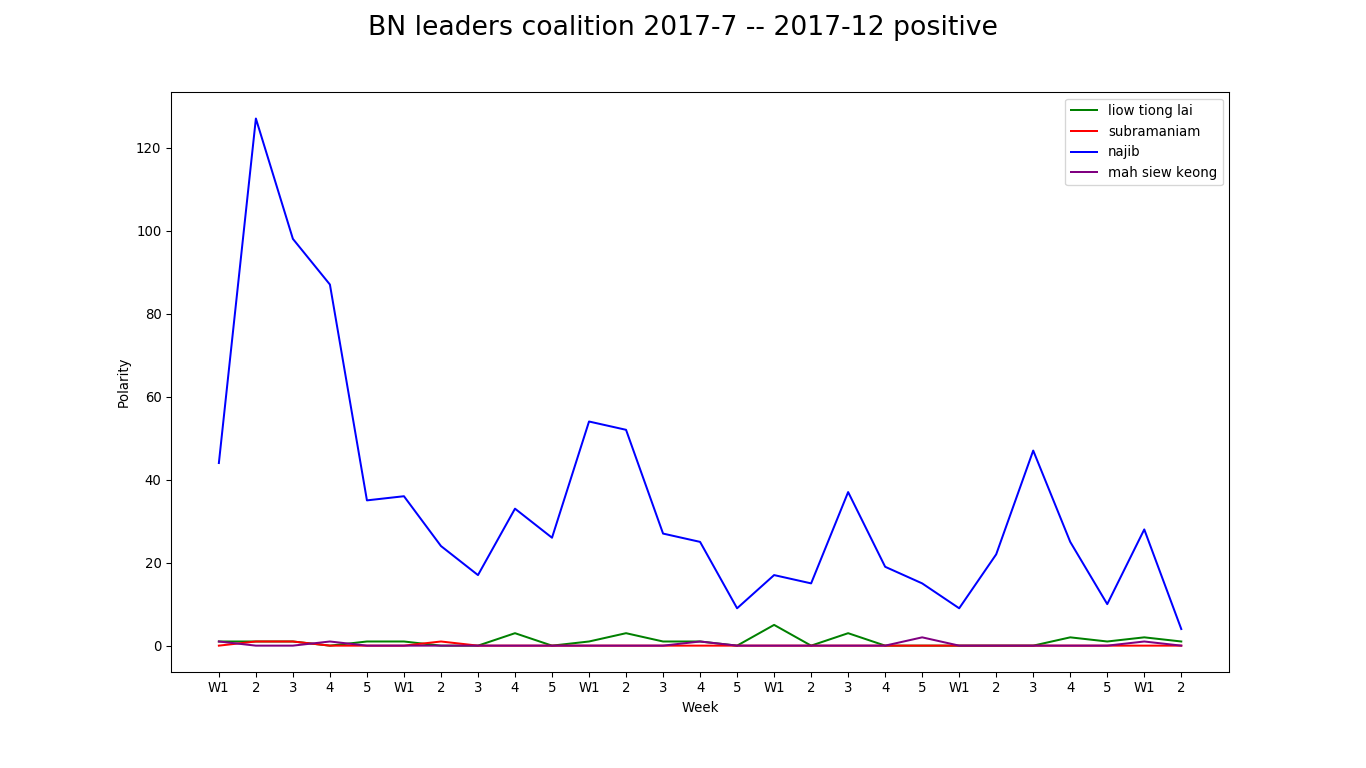 BN leaders coalition 2017-7 -- 2017-12 positive
liow tiong lai
subramaniam
najib
mah siew keong
120
100
80
60
40
20
0
Polarity
W1 2 3 4 5 W1 2 3 4 5 W1 2 3 4 5 W1 2 3 4 5 W1 2 3 4 5 W1 2
Week